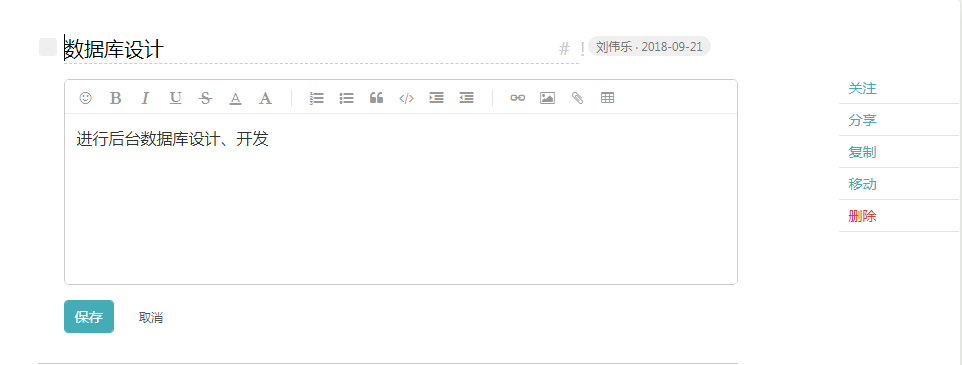 数据库设计 # ! 刘伟乐 · 2018-09-21
关注
B I U S A A
分享
进行后台数据库设计、开发
复制
移动
删除
保存 取消